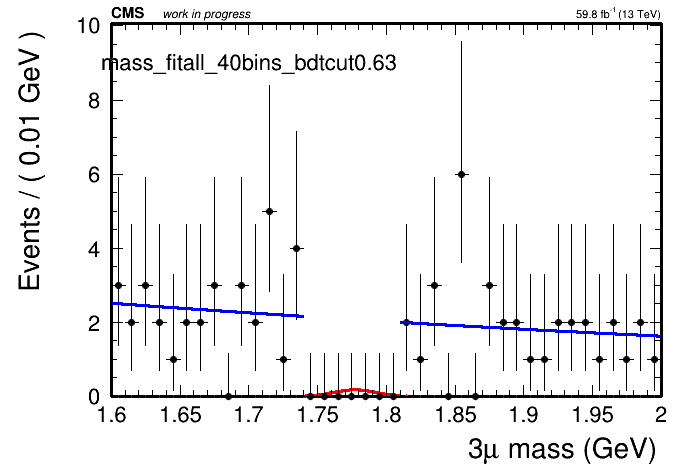 CMS work in progress 59.8 fb⁻¹ (13 TeV)
mass_fitall_40bins_bdtcut0.63
Events / ( 0.01 GeV )
10
8
6
4
2
0
1.6 1.65 1.7 1.75 1.8 1.85 1.9 1.95 2
3μ mass (GeV)